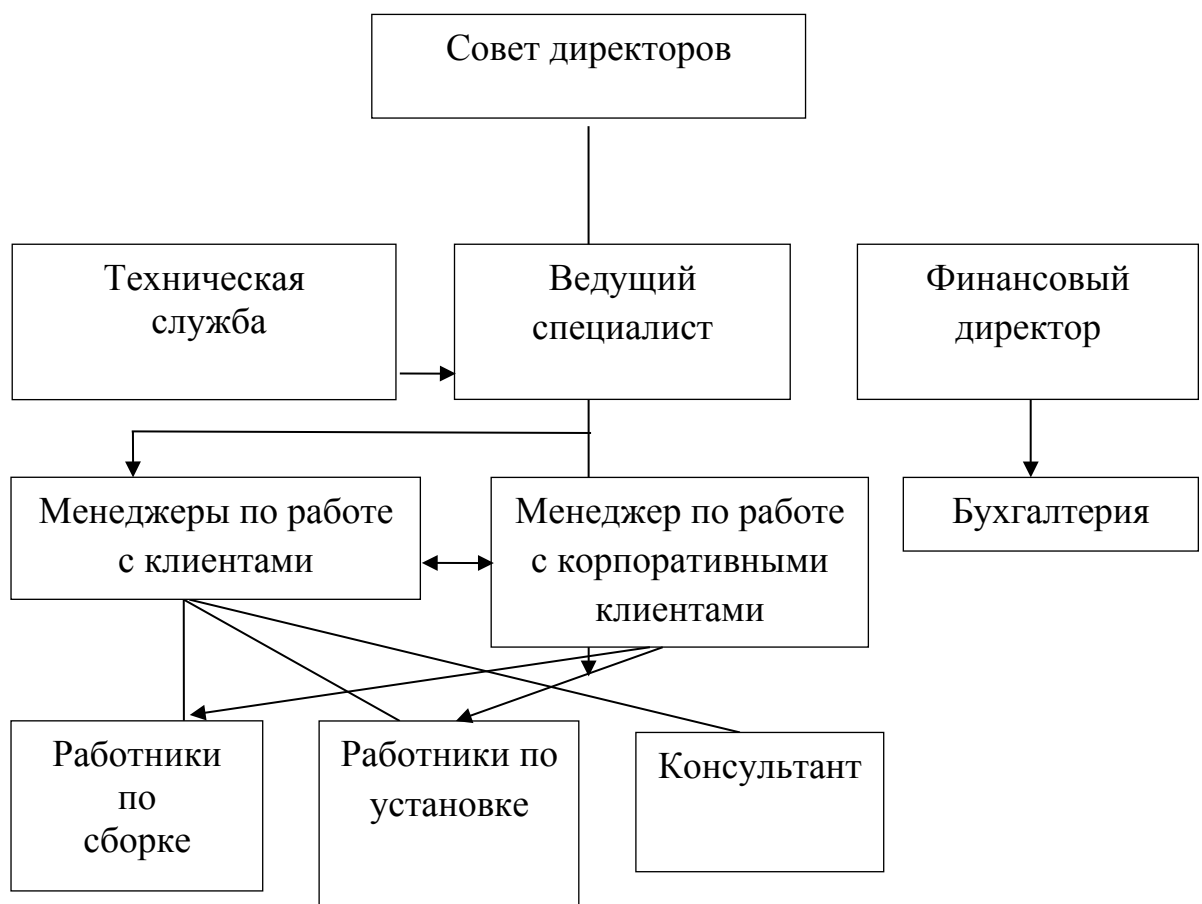 Совет директоров
Техническая
служба
Ведущий
специалист
Финансовый
директор
Менеджеры по работе
с клиентами
Менеджер по работе
с корпоративными
клиентами
Бухгалтерия
Работники
по
сборке
Работники по
установке
Консультант